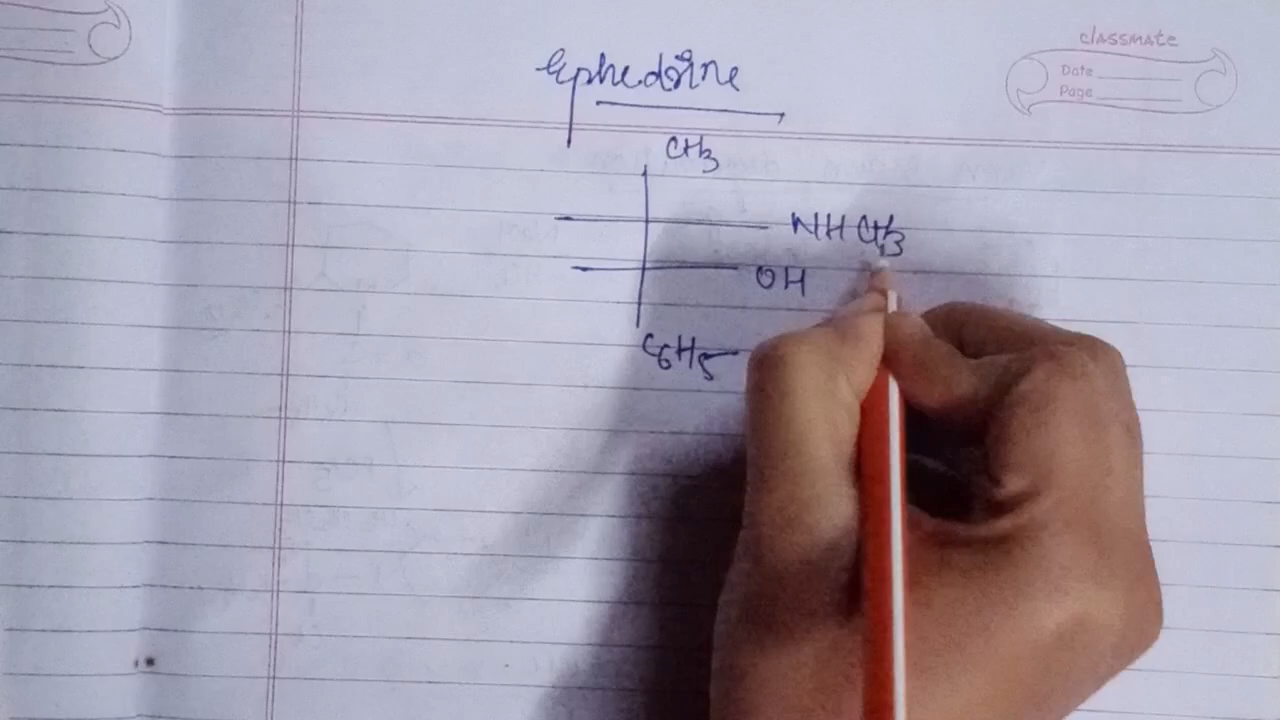 classmate
Date
Page
Ephedrine
CH3
NHCH3
OH
C6H5